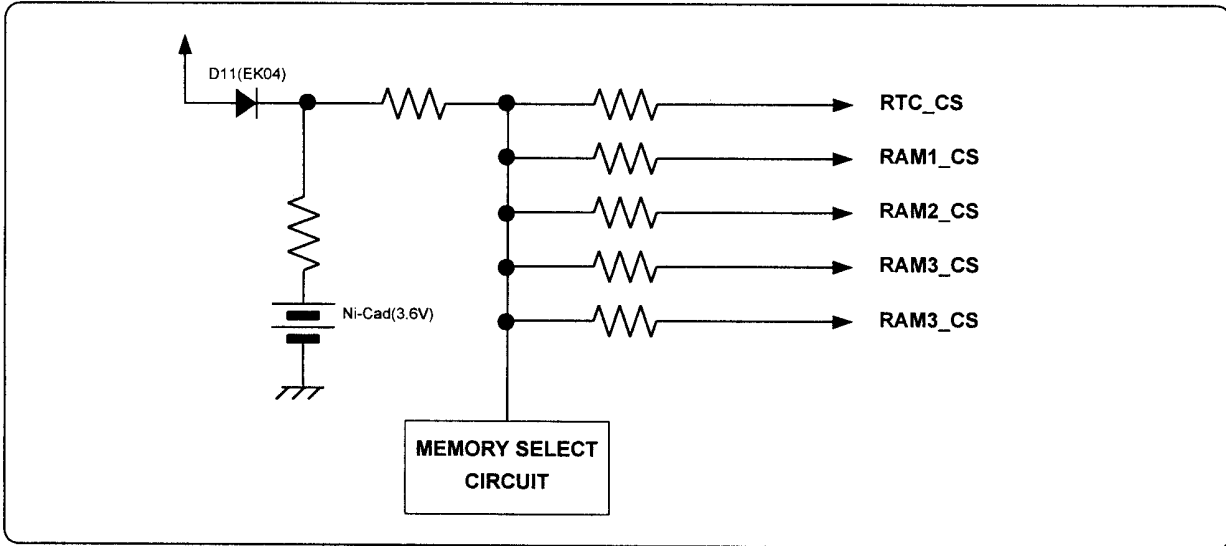 D11(EK04)
RTC_CS
RAM1_CS
RAM2_CS
RAM3_CS
RAM3_CS
Ni-Cad(3.6V)
MEMORY SELECT
CIRCUIT